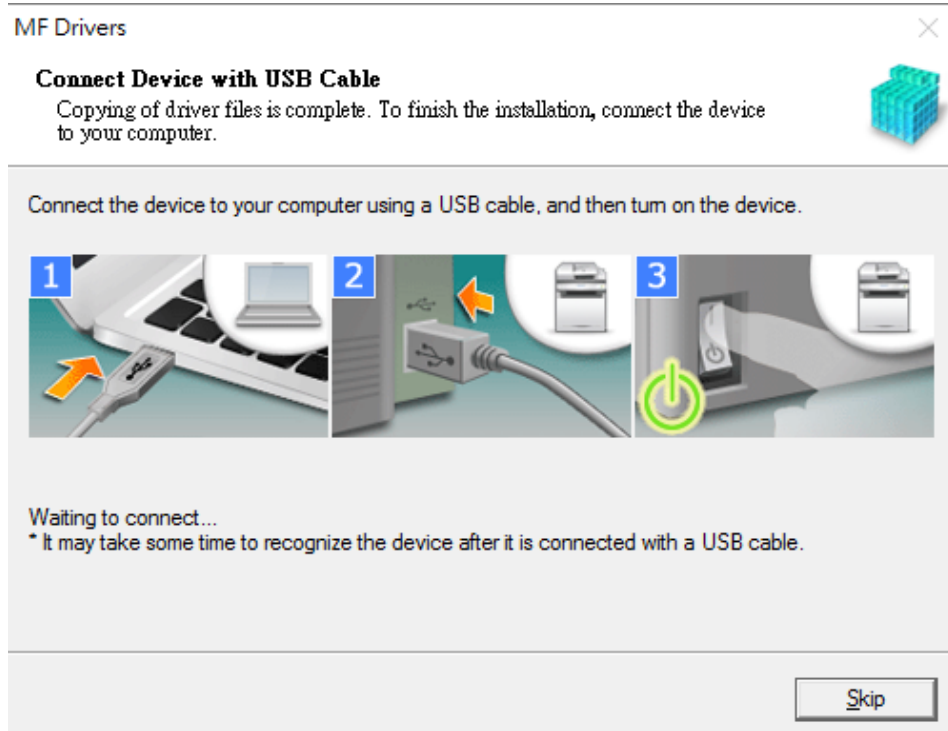 MF Drivers
Connect Device with USB Cable
Copying of driver files is complete. To finish the installation, connect the device
to your computer.
Connect the device to your computer using a USB cable, and then turn on the device.
1 2 3
Waiting to connect...
* It may take some time to recognize the device after it is connected with a USB cable.
Skip